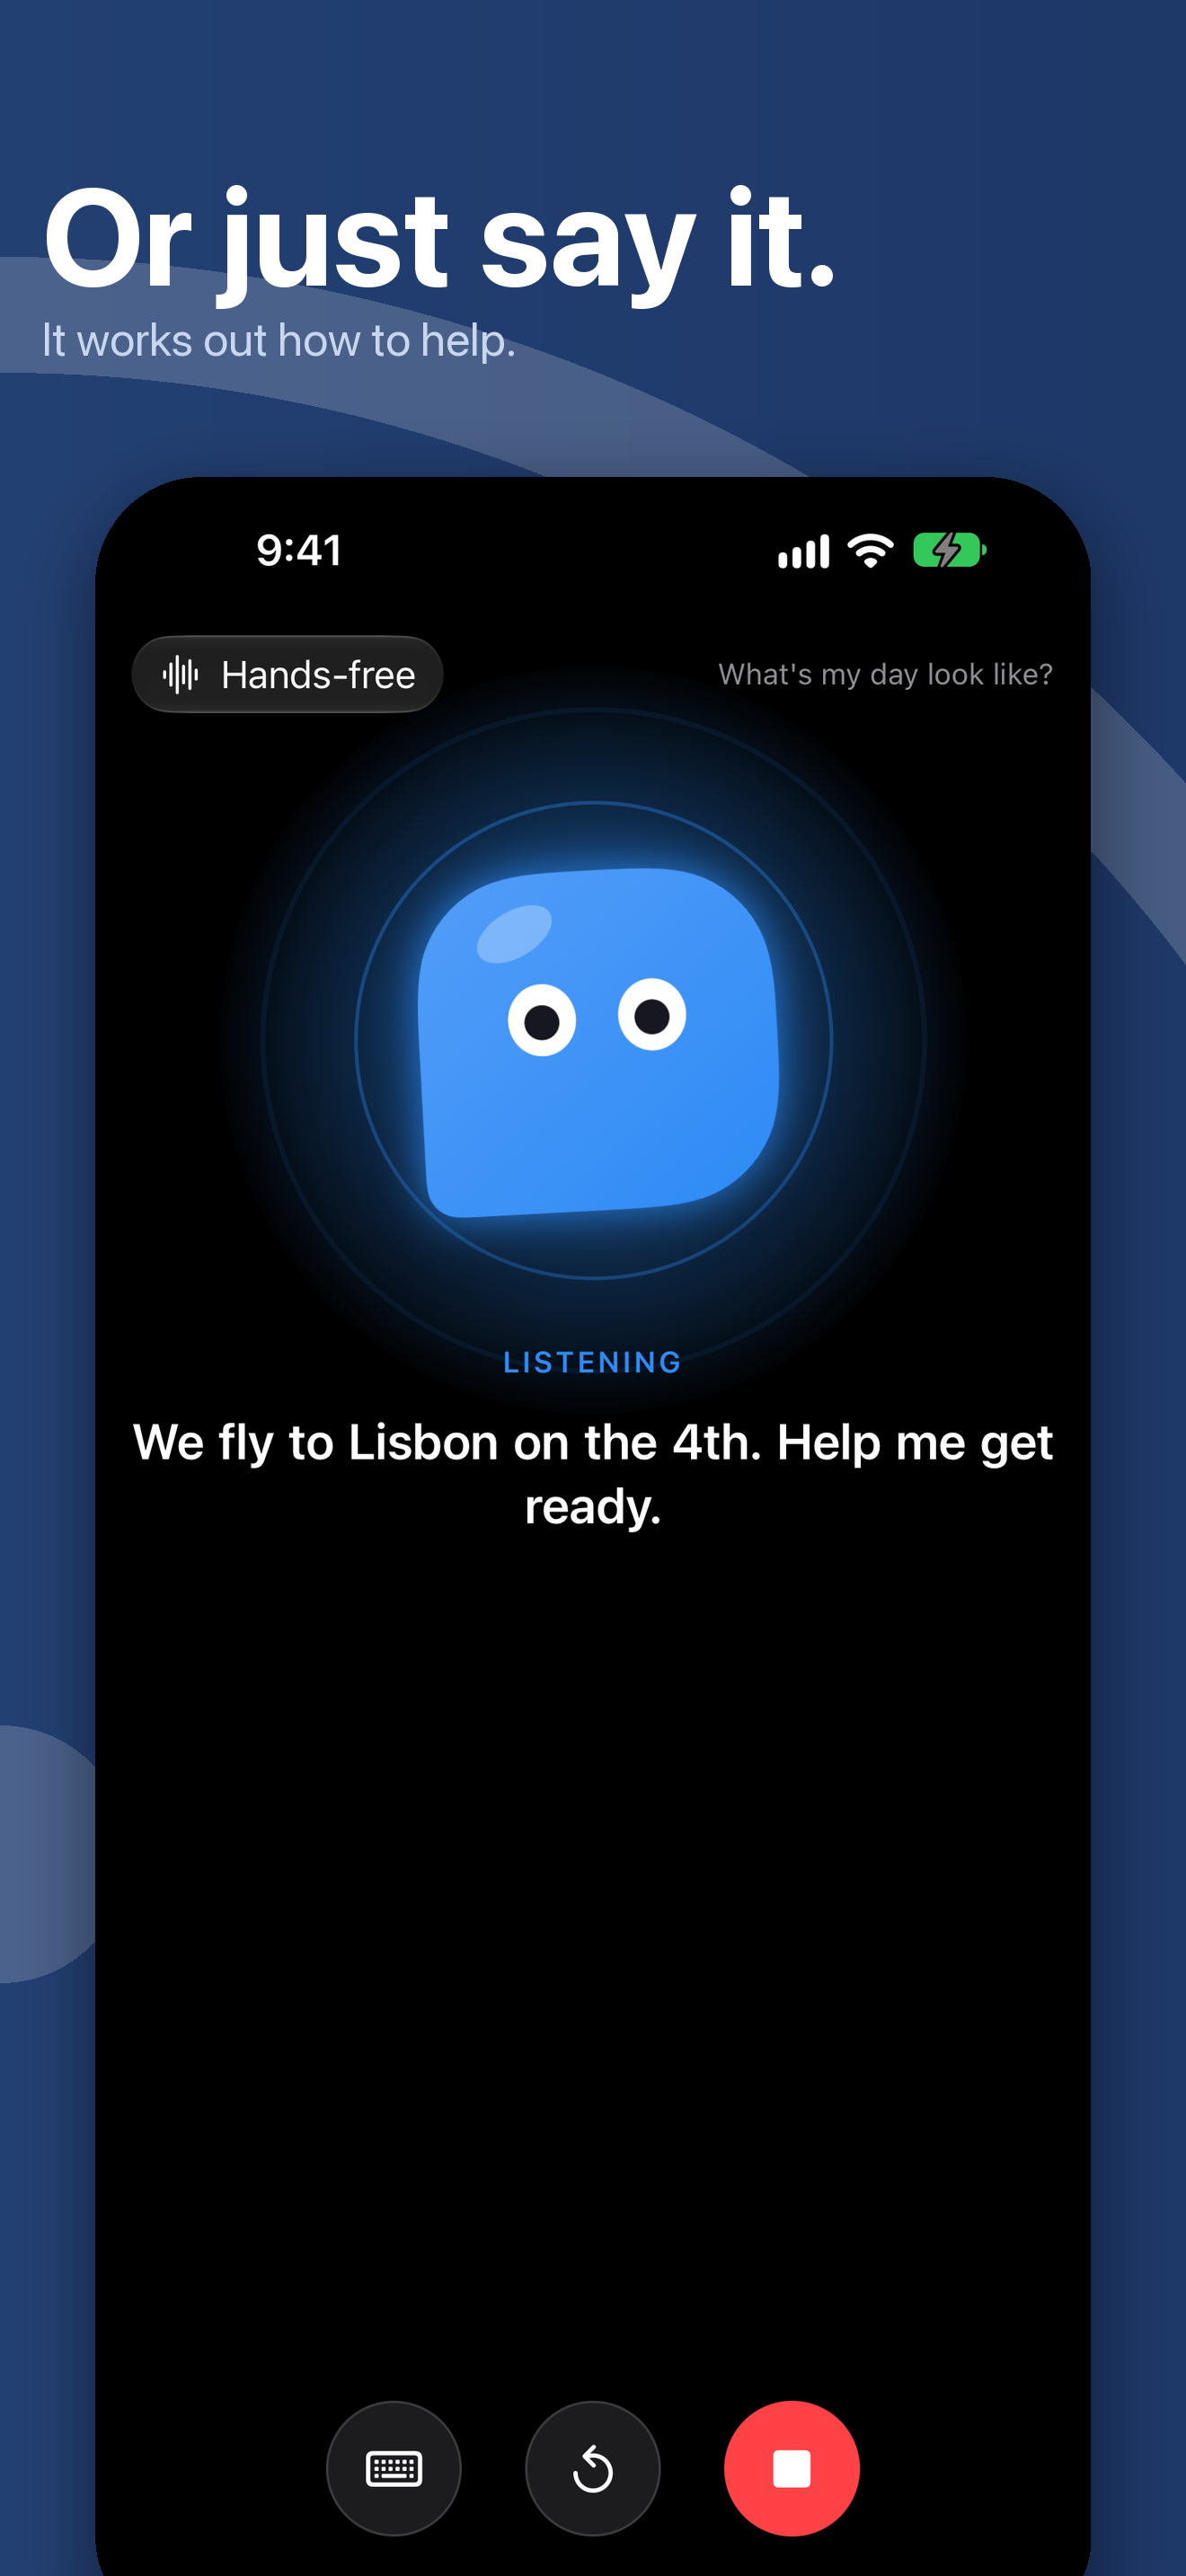 Or just say it.
It works out how to help.
9:41
Hands-free
What's my day look like?
LISTENING
We fly to Lisbon on the 4th. Help me get
ready.